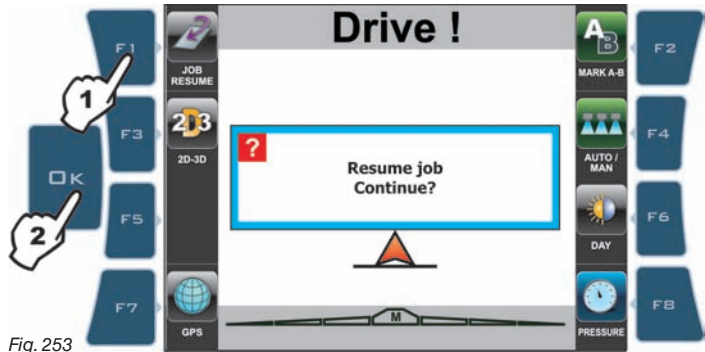 Drive !
F1
JOB
RESUME
A
B
MARK A-B
F2
1
F3
2D3
2D-3D
?
Resume job
Continue?
AUTO /
MAN
F4
OK
2
F5
DAY
F6
F7
GPS
M
PRESSURE
F8
Fig. 253